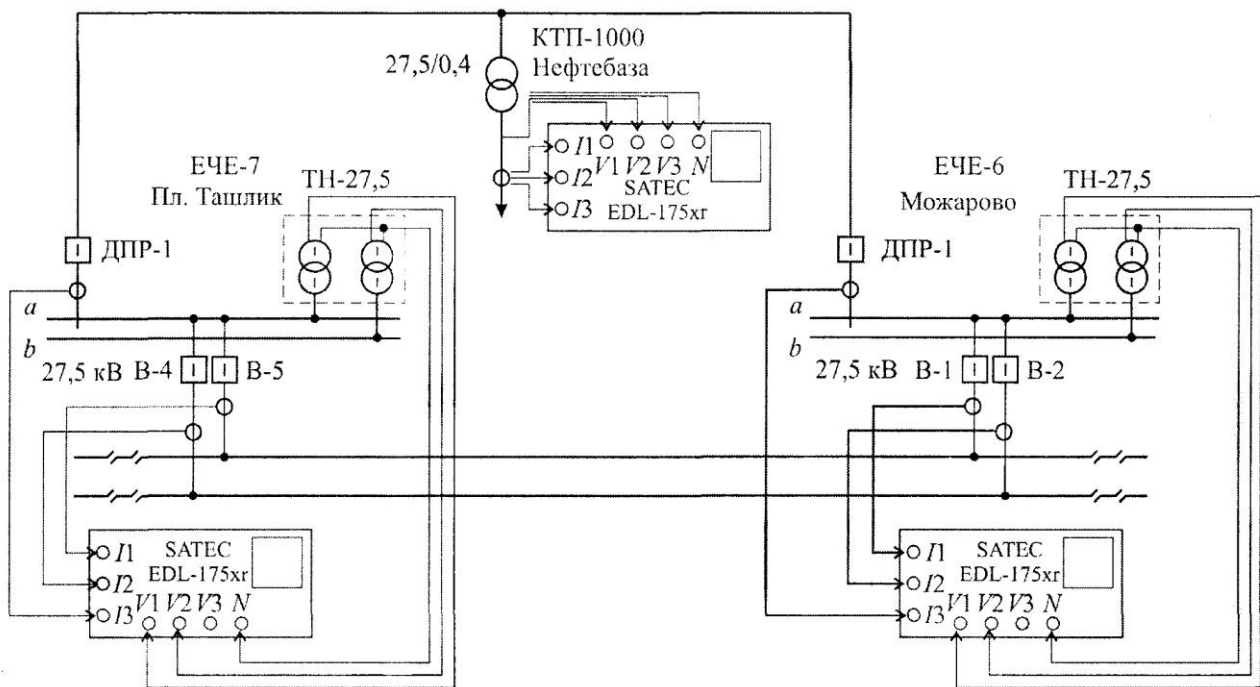 КТП-1000
27,5/0,4
Нефтебаза
I1
I2
I3
V1 V2 V3 N
SATEC
EDL-175хг
ЕЧЕ-7
Пл. Ташлик
ТН-27,5
ДПР-1
a
b
27,5 кВ В-4
В-5
ЕЧЕ-6
Можарово
ТН-27,5
ДПР-1
a
b
27,5 кВ В-1
В-2
I1
I2
I3
SATEC
EDL-175хг
V1 V2 V3 N
I1
I2
I3
SATEC
EDL-175хг
V1 V2 V3 N